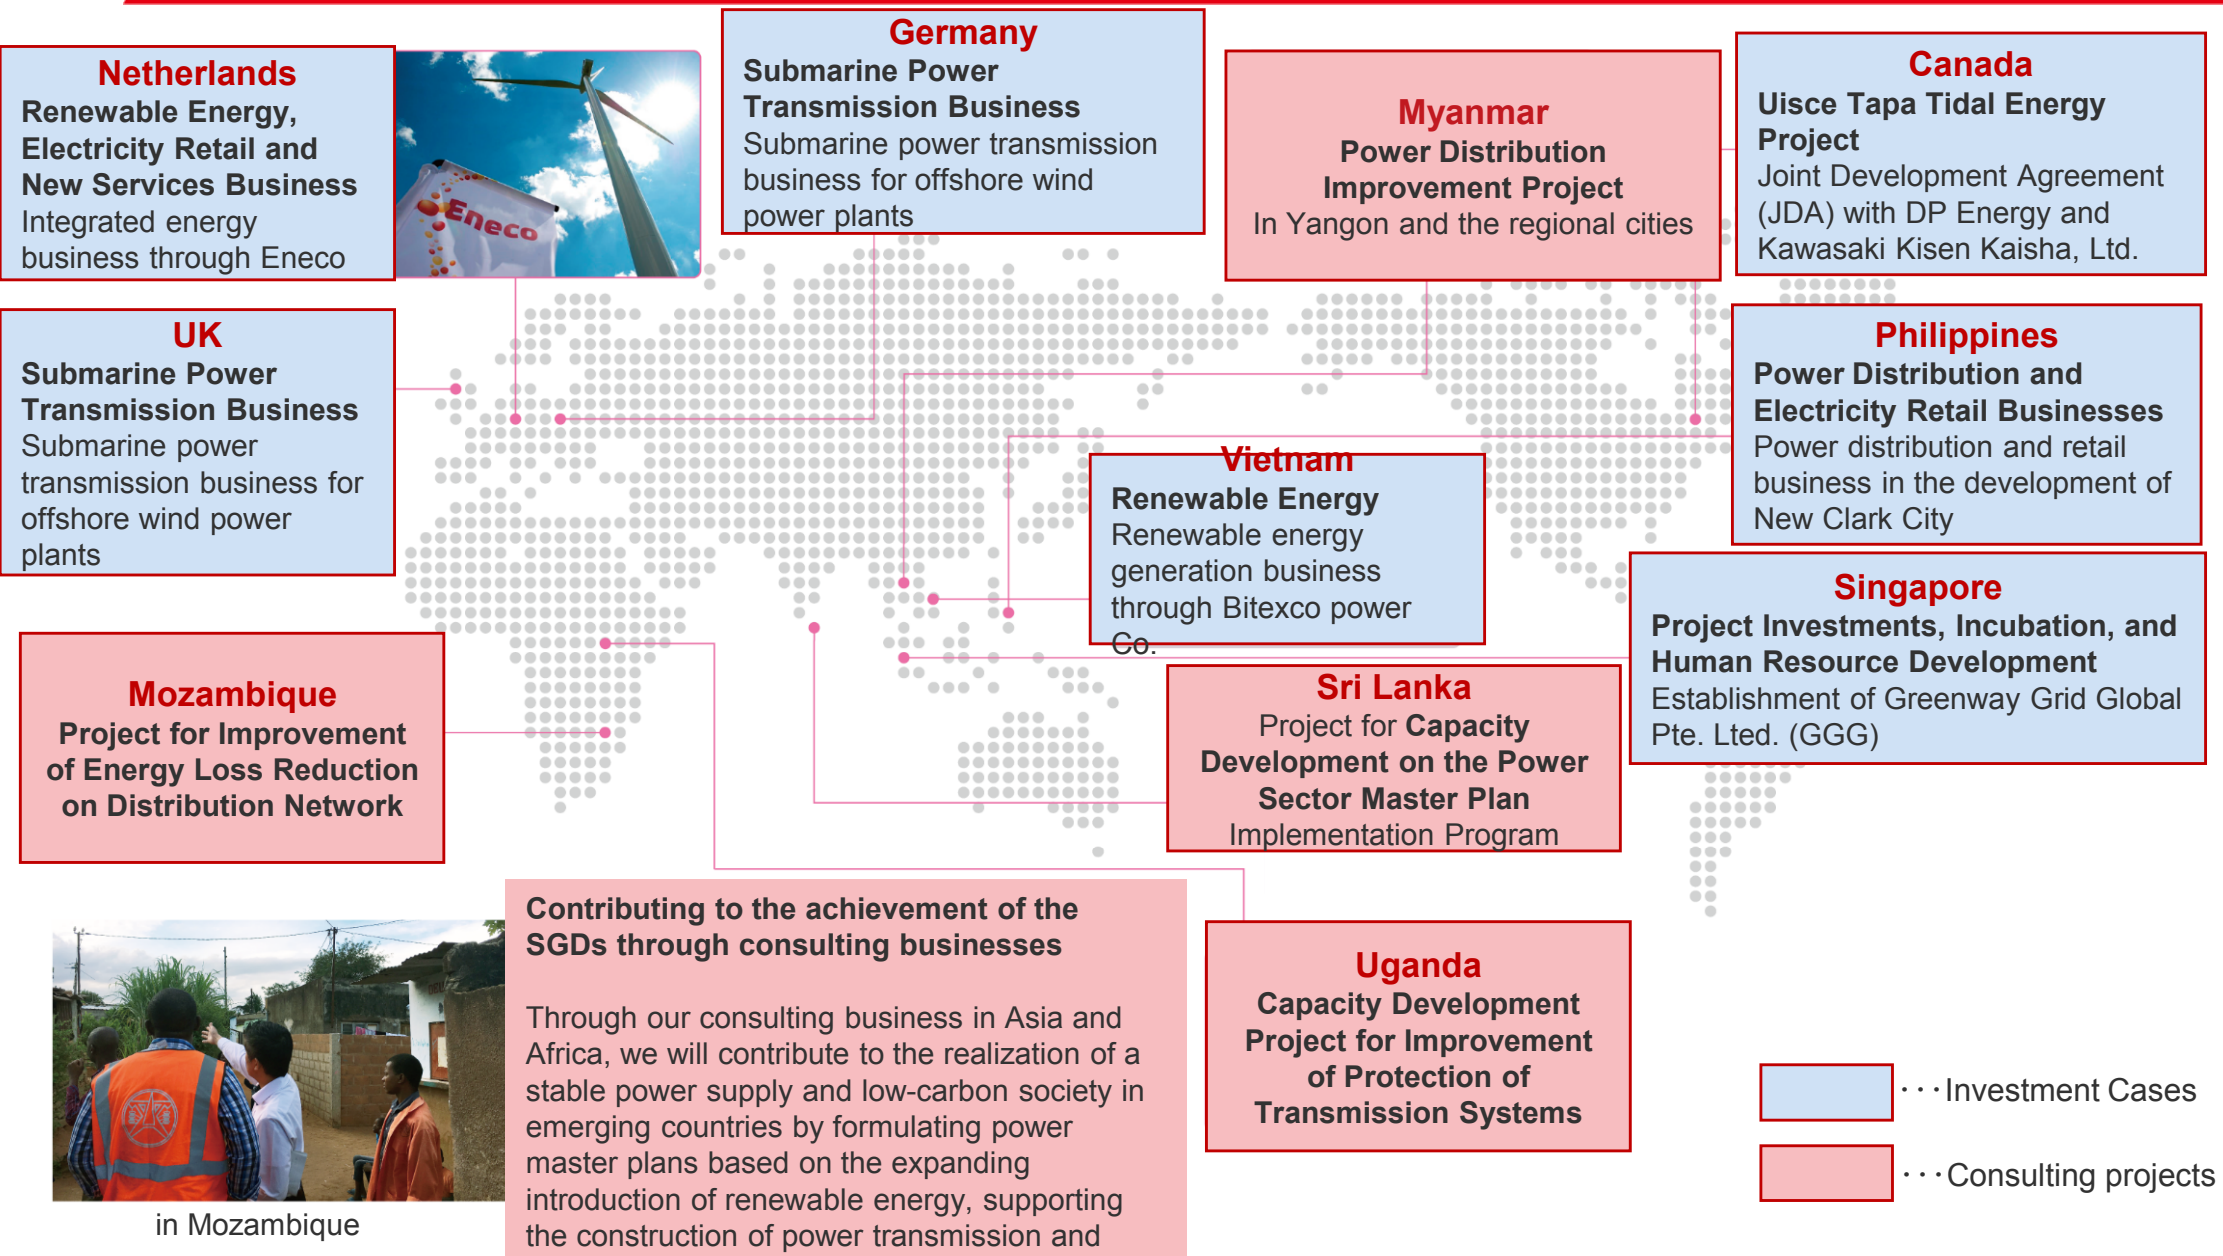 Netherlands
Renewable Energy,
Electricity Retail and
New Services Business
Integrated energy
business through Eneco
Eneco
Germany
Submarine Power
Transmission Business
Submarine power transmission
business for offshore wind
power plants
Myanmar
Power Distribution
Improvement Project
In Yangon and the regional cities
Canada
Uisce Tapa Tidal Energy
Project
Joint Development Agreement
(JDA) with DP Energy and
Kawasaki Kisen Kaisha, Ltd.
UK
Submarine Power
Transmission Business
Submarine power
transmission business for
offshore wind power
plants
Philippines
Power Distribution and
Electricity Retail Businesses
Power distribution and retail
business in the development of
New Clark City
Vietnam
Renewable Energy
Renewable energy
generation business
through Bitexco power
Co.
Singapore
Project Investments, Incubation, and
Human Resource Development
Establishment of Greenway Grid Global
Pte. Lted. (GGG)
Mozambique
Project for Improvement
of Energy Loss Reduction
on Distribution Network
Sri Lanka
Project for Capacity
Development on the Power
Sector Master Plan
Implementation Program
in Mozambique
Contributing to the achievement of the
SGDs through consulting businesses
Through our consulting business in Asia and
Africa, we will contribute to the realization of a
stable power supply and low-carbon society in
emerging countries by formulating power
master plans based on the expanding
introduction of renewable energy, supporting
the construction of power transmission and
Uganda
Capacity Development
Project for Improvement
of Protection of
Transmission Systems
･･･Investment Cases
･･･Consulting projects